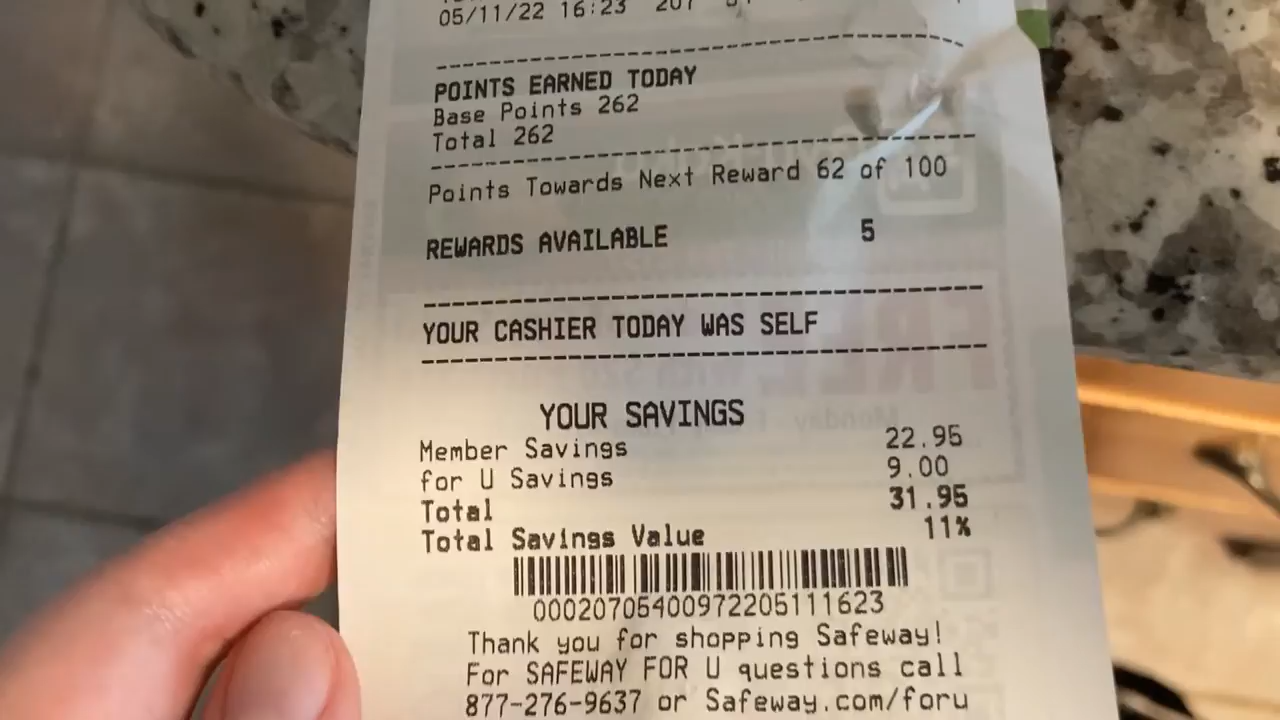 05/11/22 16:23 207
POINTS EARNED TODAY
Base Points 262
Total 262
Points Towards Next Reward 62 of 100
REWARDS AVAILABLE 5
YOUR CASHIER TODAY WAS SELF
YOUR SAVINGS
Member Savings 22.95
for U Savings 9.00
Total 31.95
Total Savings Value 11%
00020705400972205111623
Thank you for shopping Safeway!
For SAFEWAY FOR U questions call
877-276-9637 or Safeway.com/foru